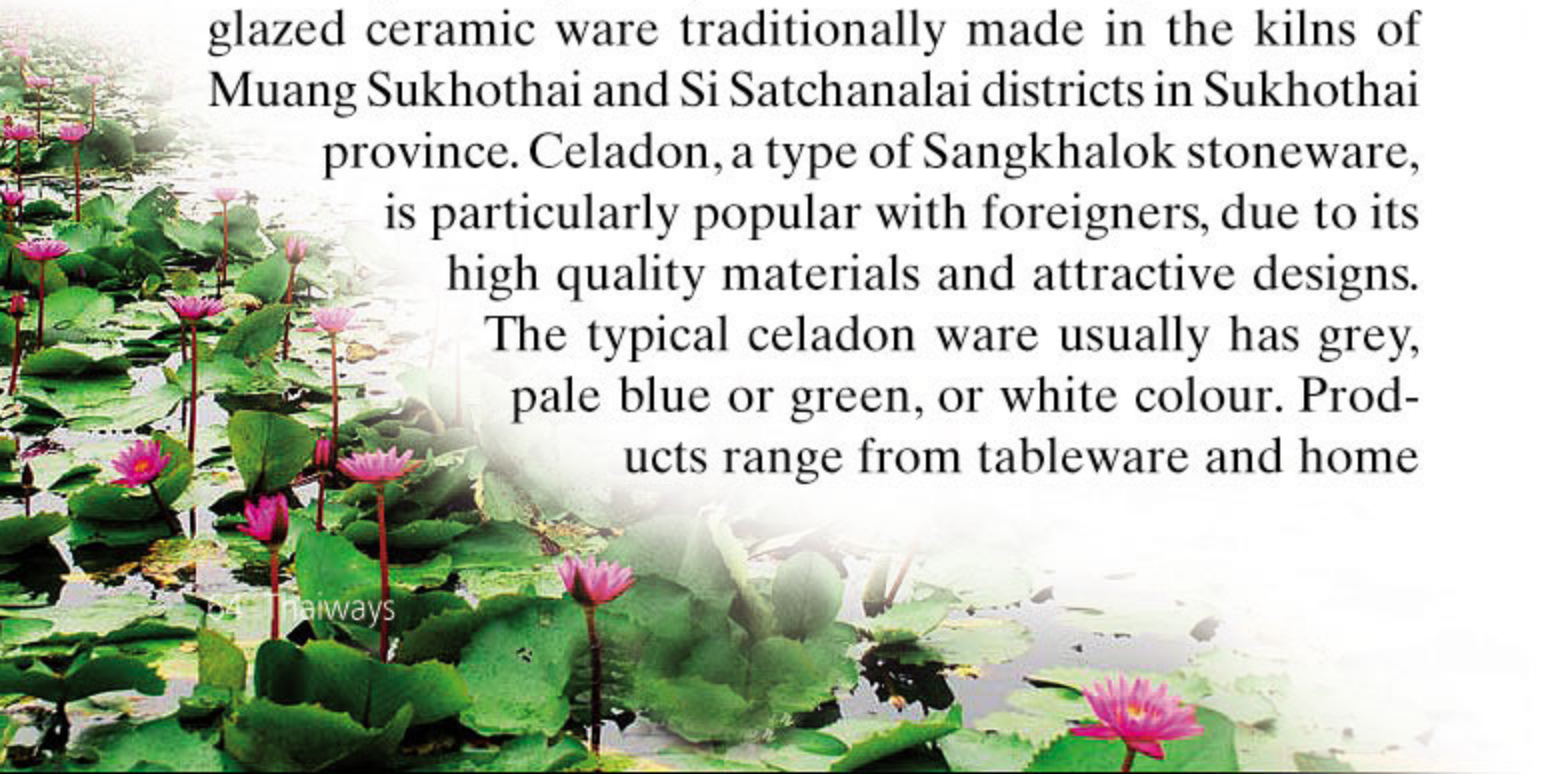 glazed ceramic ware traditionally made in the kilns of
Muang Sukhothai and Si Satchanalai districts in Sukhothai
province. Celadon, a type of Sangkhalok stoneware,
is particularly popular with foreigners, due to its
high quality materials and attractive designs.
The typical celadon ware usually has grey,
pale blue or green, or white colour. Prod-
ucts range from tableware and home
64 Thaiways